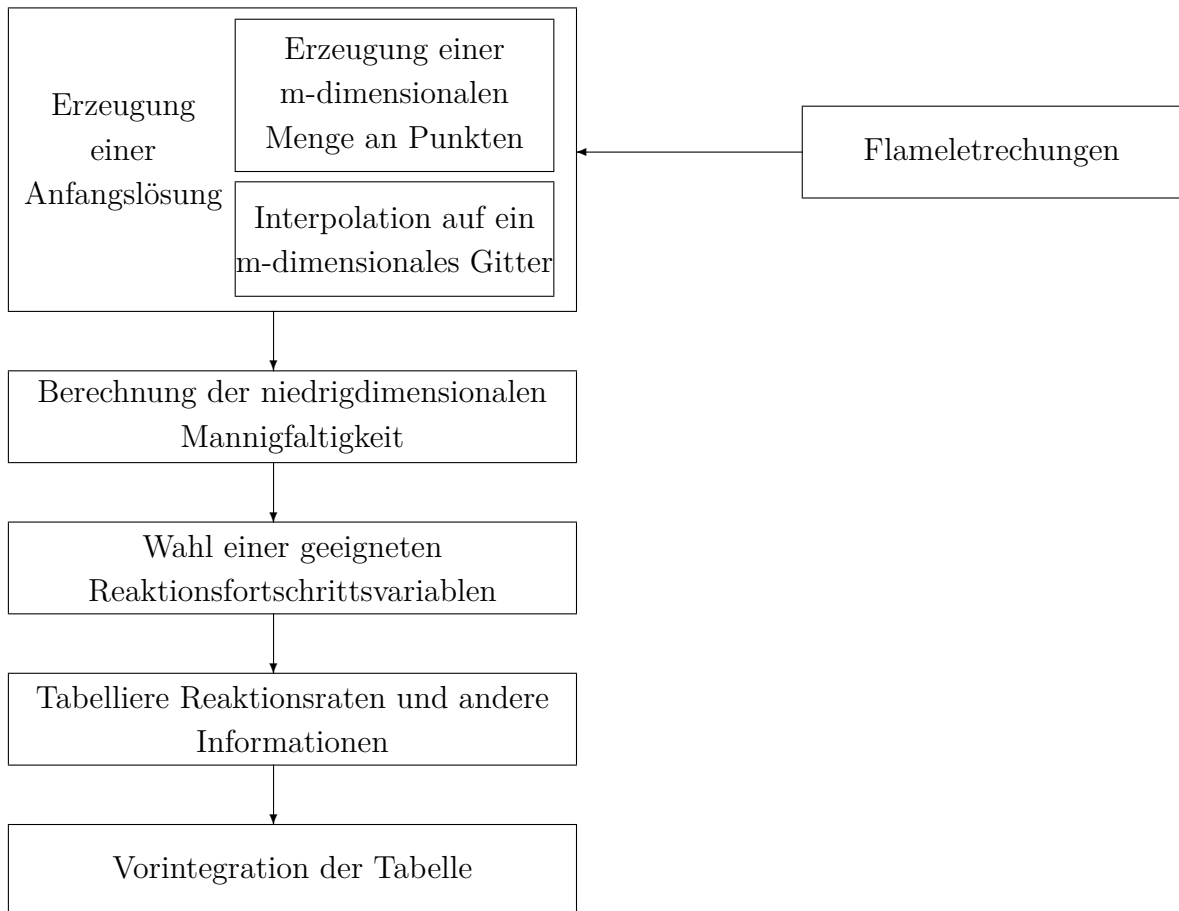 Erzeugung
einer
Anfangslösung
Erzeugung einer
m-dimensionalen
Menge an Punkten
Interpolation auf ein
m-dimensionales Gitter
Flameletrechungen
Berechnung der niedrigdimensionalen
Mannigfaltigkeit
Wahl einer geeigneten
Reaktionsfortschrittsvariablen
Tabelliere Reaktionsraten und andere
Informationen
Vorintegration der Tabelle